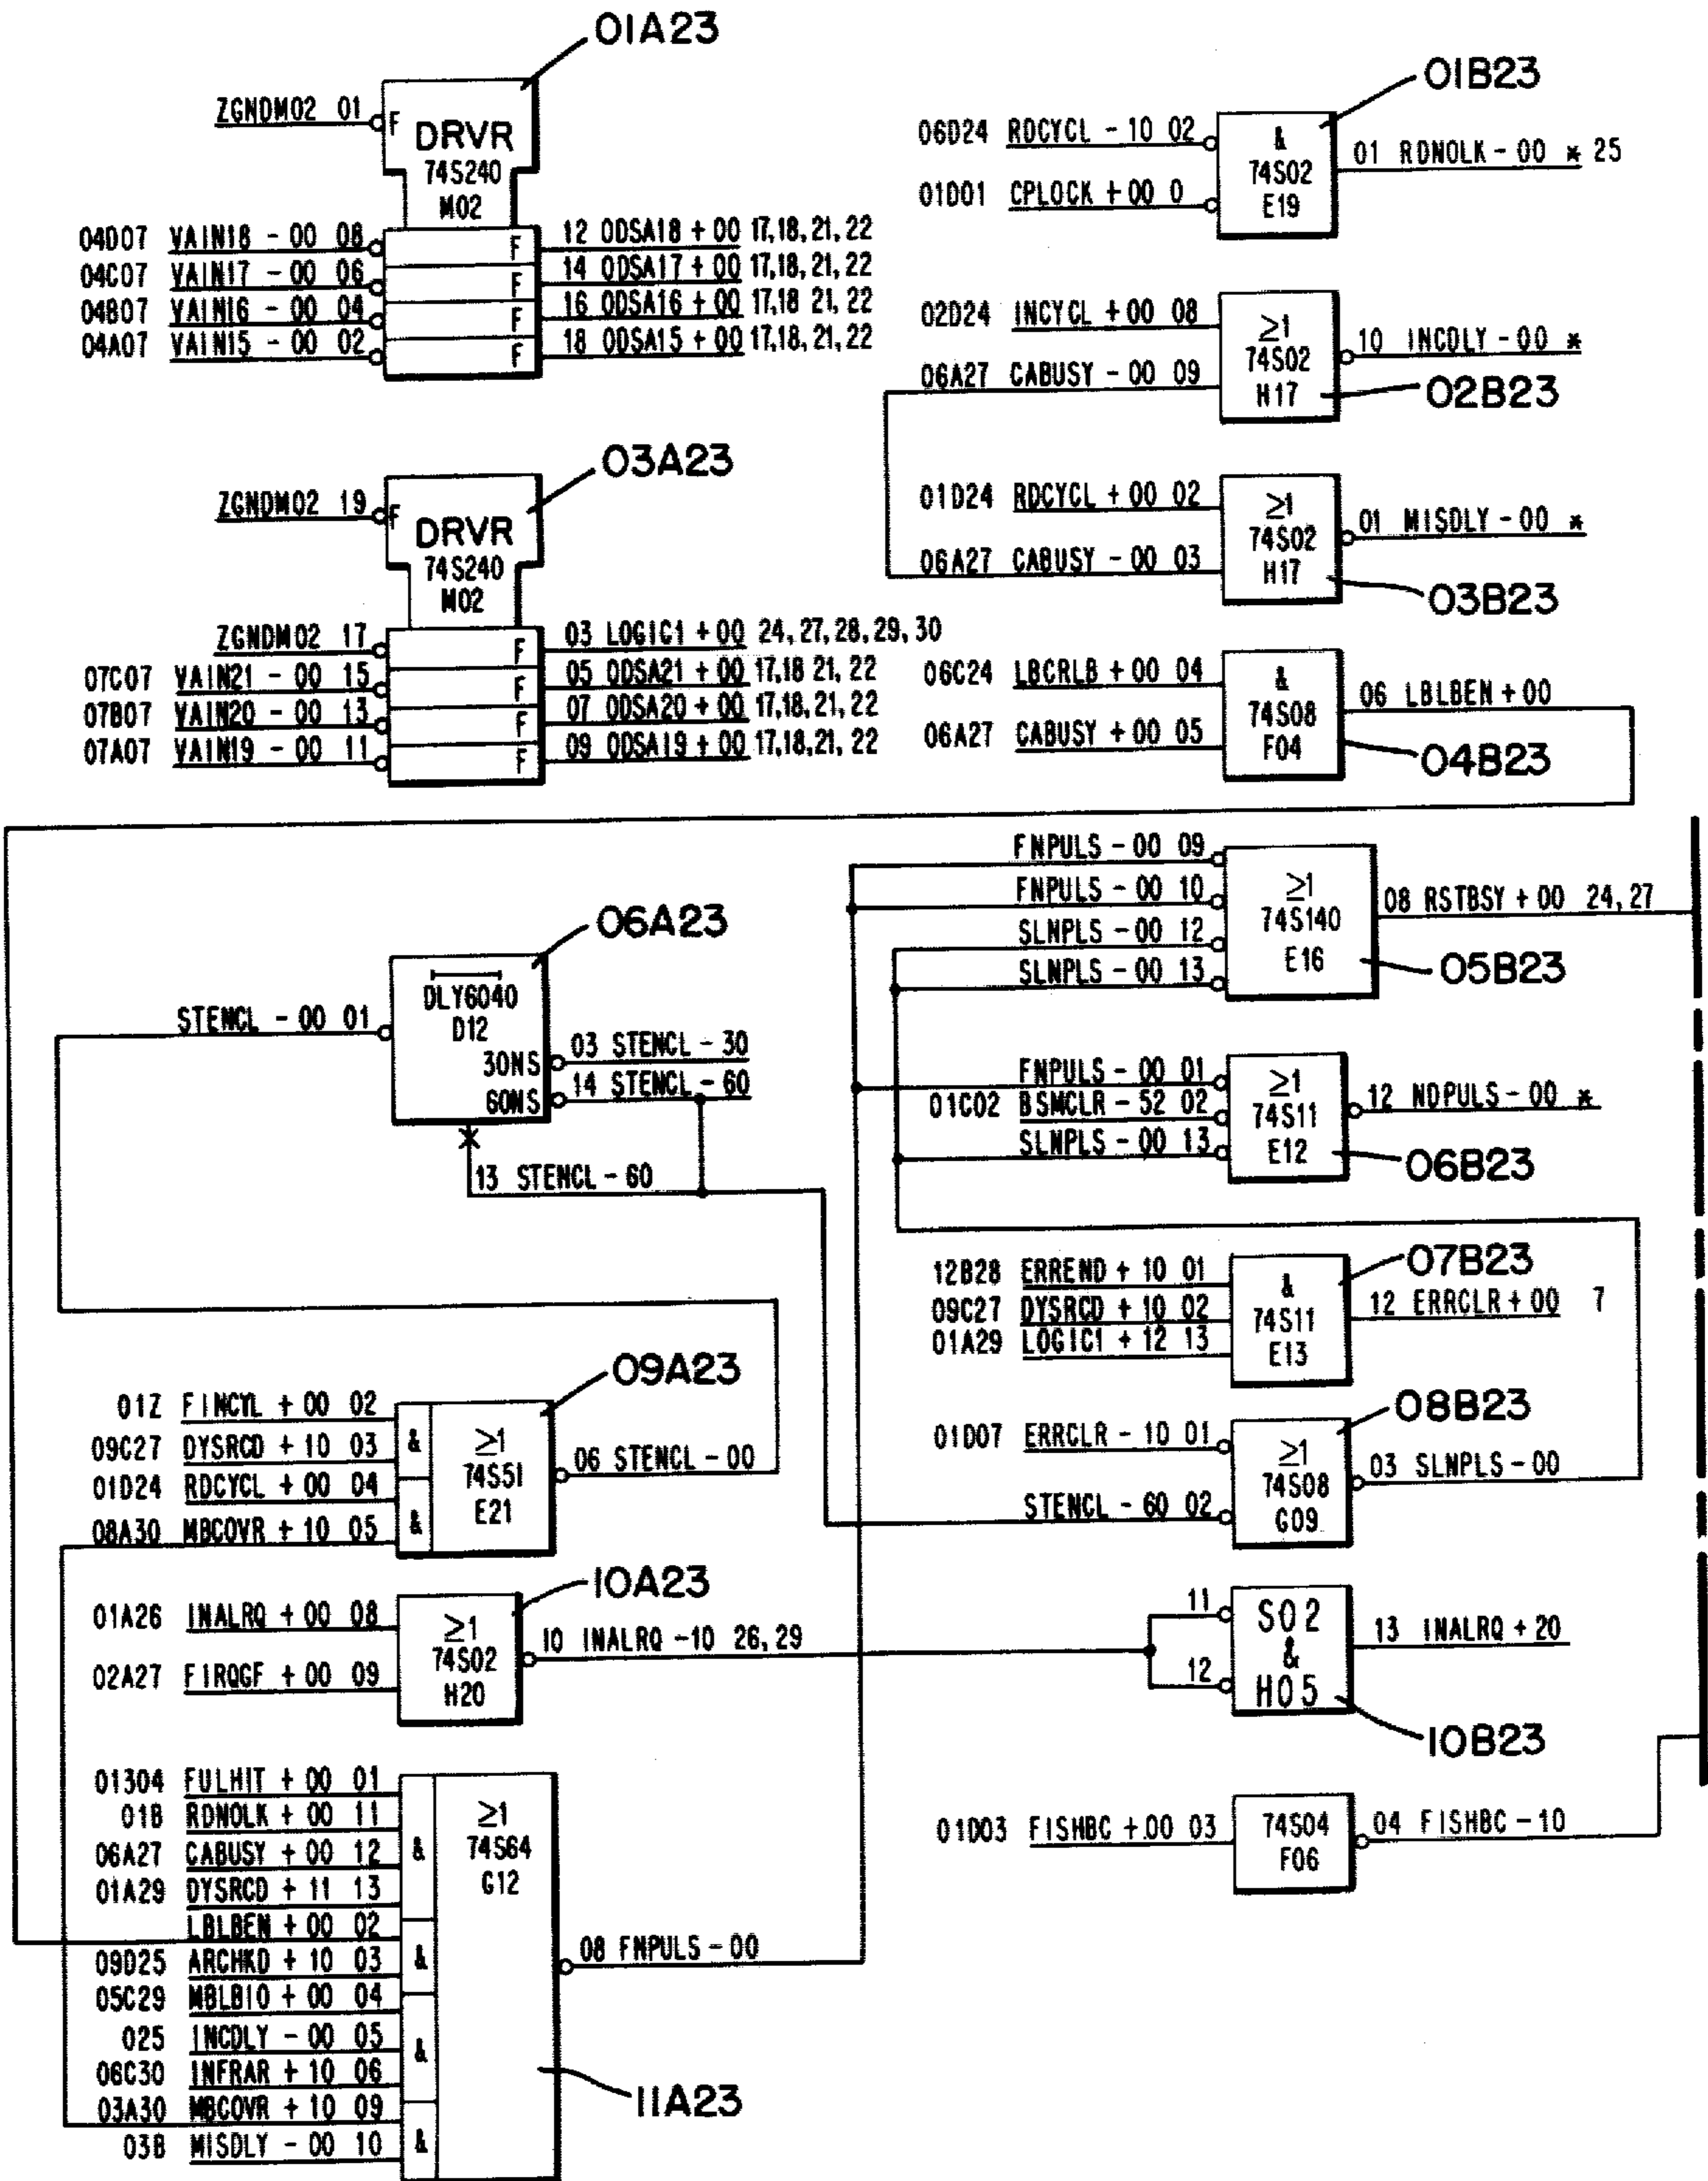 01A23
ZGNDM02 01
F
DRVR
74S240
M02
04D07 VAIN18 - 00 08
F
12 ODSA18 + 00 17,18,21,22
04C07 VAIN17 - 00 06
F
14 ODSA17 + 00 17,18,21,22
04B07 VAIN16 - 00 04
F
16 ODSA16 + 00 17,18 21,22
04A07 VAIN15 - 00 02
F
18 ODSA15 + 00 17,18,21,22
03A23
ZGNDM02 19
F
DRVR
74S240
M02
ZGNDM02 17
F
03 LOGIC1 + 00 24,27,28,29,30
07C07 VAIN21 - 00 15
F
05 ODSA21 + 00 17,18 21,22
07B07 VAIN20 - 00 13
F
07 ODSA20 + 00 17,18,21,22
07A07 VAIN19 - 00 11
F
09 ODSA19 + 00 17,18,21,22
01B23
06D24 RDCYCL - 10 02
01D01 CPLOCK + 00 0
&
74S02
E19
01 RDNOLK - 00 * 25
02D24 INCYCL + 00 08
06A27 CABUSY - 00 09
≥1
74S02
H17
10 INCDLY - 00 *
02B23
01D24 RDCYCL + 00 02
06A27 CABUSY - 00 03
≥1
74S02
H17
01 MISDLY - 00 *
03B23
06C24 LBCRLB + 00 04
06A27 CABUSY + 00 05
&
74S08
F04
06 LBLBEN + 00
04B23
FNPULS - 00 09
FNPULS - 00 10
SLNPLS - 00 12
SLNPLS - 00 13
≥1
74S140
E16
08 RSTBSY + 00 24,27
05B23
06A23
STENCL - 00 01
DLY6040
D12
30NS
60NS
03 STENCL - 30
14 STENCL - 60
13 STENCL - 60
FNPULS - 00 01
01C02 BSMCLR - 52 02
SLNPLS - 00 13
≥1
74S11
E12
12 NDPULS - 00 *
06B23
12B28 ERREND + 10 01
09C27 DYSRCD + 10 02
01A29 LOGIC1 + 12 13
&
74S11
E13
12 ERRCLR + 00 7
07B23
09A23
01Z FINCYL + 00 02
09C27 DYSRCD + 10 03
01D24 RDCYCL + 00 04
08A30 MBCOVR + 10 05
&
&
≥1
74S51
E21
06 STENCL - 00
08B23
01D07 ERRCLR - 10 01
STENCL - 60 02
≥1
74S08
G09
03 SLNPLS - 00
10A23
01A26 INALRQ + 00 08
02A27 FIRQGF + 00 09
≥1
74S02
H20
10 INALRQ -10 26,29
11
12
S02
&
H05
13 INALRQ + 20
10B23
01304 FULHIT + 00 01
01B RDNOLK + 00 11
06A27 CABUSY + 00 12
01A29 DYSRCD + 11 13
LBLBEN + 00 02
09D25 ARCHKD + 10 03
05C29 MBLB10 + 00 04
025 INCDLY - 00 05
06C30 INFRAR + 10 06
03A30 MBCOVR + 10 09
03B MISDLY - 00 10
&
&
&
&
≥1
74S64
G12
08 FNPULS - 00
11A23
01D03 FISHBC +.00 03
74S04
F06
04 FISHBC - 10